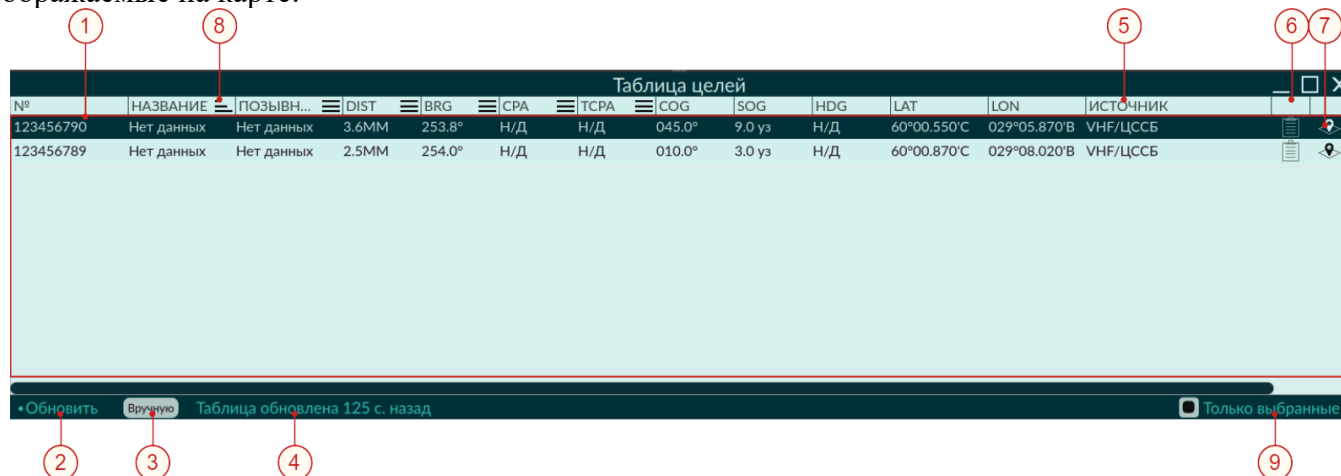 ображаемые на карте.
1 8 5 6 7
Таблица целей
№ НАЗВАНИЕ ПОЗЫВН... DIST BRG CPA TCPA COG SOG HDG LAT LON ИСТОЧНИК
123456790 Нет данных Нет данных 3.6ММ 253.8° Н/Д Н/Д 045.0° 9.0 уз Н/Д 60°00.550'С 029°05.870'В VHF/ЦССБ
123456789 Нет данных Нет данных 2.5ММ 254.0° Н/Д Н/Д 010.0° 3.0 уз Н/Д 60°00.870'С 029°08.020'В VHF/ЦССБ
•Обновить Вручную Таблица обновлена 125 с. назад Только выбранные
2 3 4 9